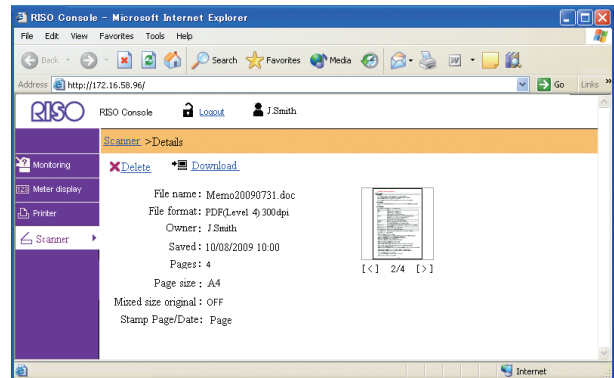 RISO Console - Microsoft Internet Explorer
File Edit View Favorites Tools Help
Back Search Favorites Media
Address http://172.16.58.96/ Go Links »
RISO RISO Console Logout J.Smith
Scanner >Details
Monitoring
Meter display
Printer
Scanner
Delete Download
File name : Memo20090731.doc
File format : PDF(Level 4) 300dpi
Owner : J.Smith
Saved : 10/08/2009 10:00
Pages : 4
Page size : A4
Mixed size original : OFF
Stamp Page/Date : Page
[<] 2/4 [>]
Internet